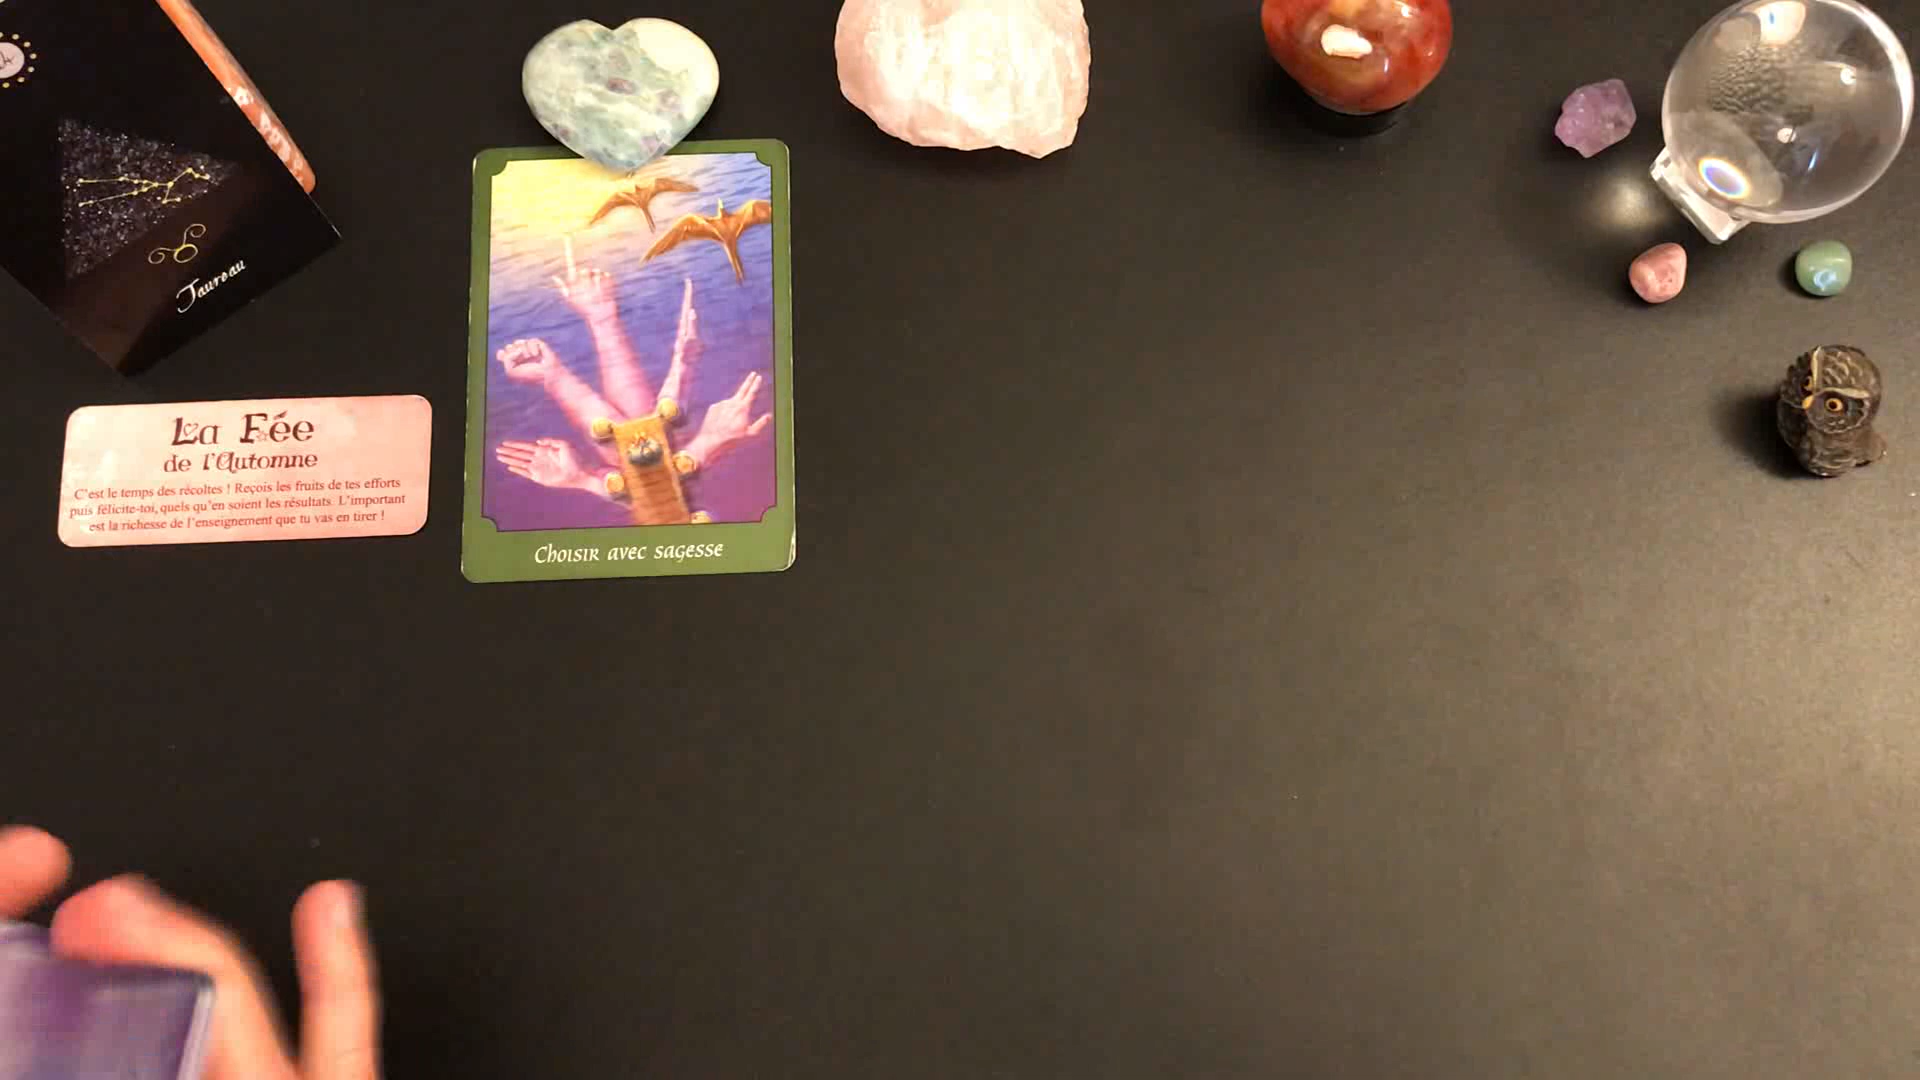 Taureau
La Fée
de l'Automne
C'est le temps des récoltes ! Reçois les fruits de tes efforts
puis félicite-toi, quels qu'en soient les résultats. L'important
est la richesse de l'enseignement que tu vas en tirer !
Choisir avec sagesse